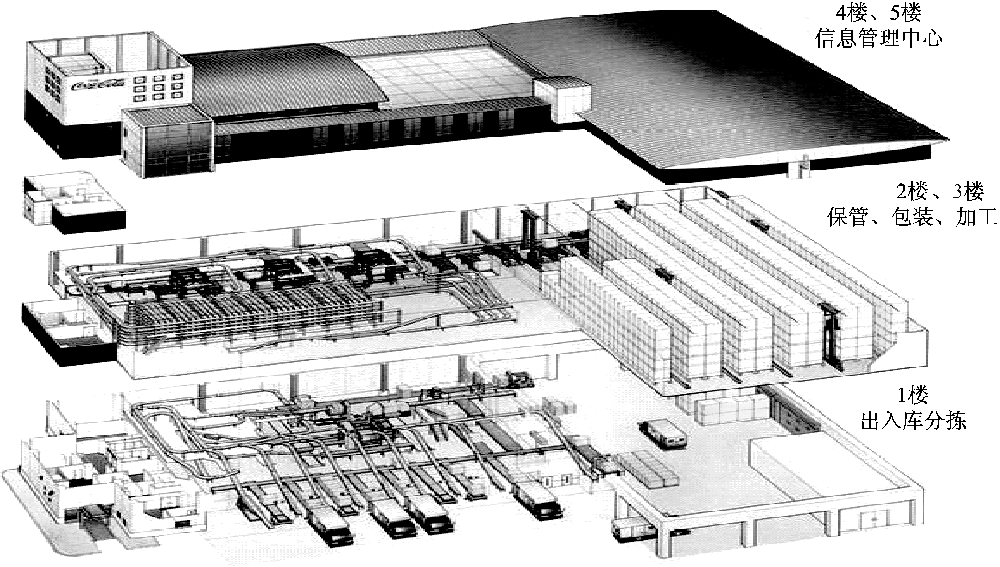 4楼、5楼
信息管理中心
Coca-Cola
2楼、3楼
保管、包装、加工
1楼
出入库分拣